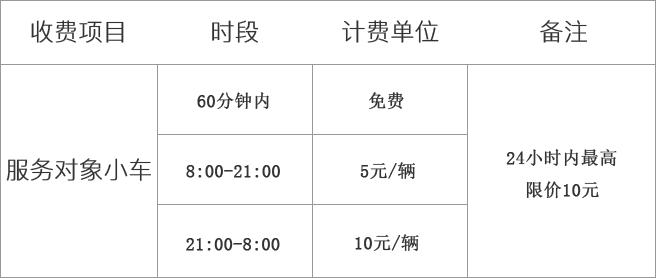 收费项目 时段 计费单位 备注
服务对象小车
60分钟内 免费
8:00-21:00 5元/辆
21:00-8:00 10元/辆
24小时内最高
限价10元